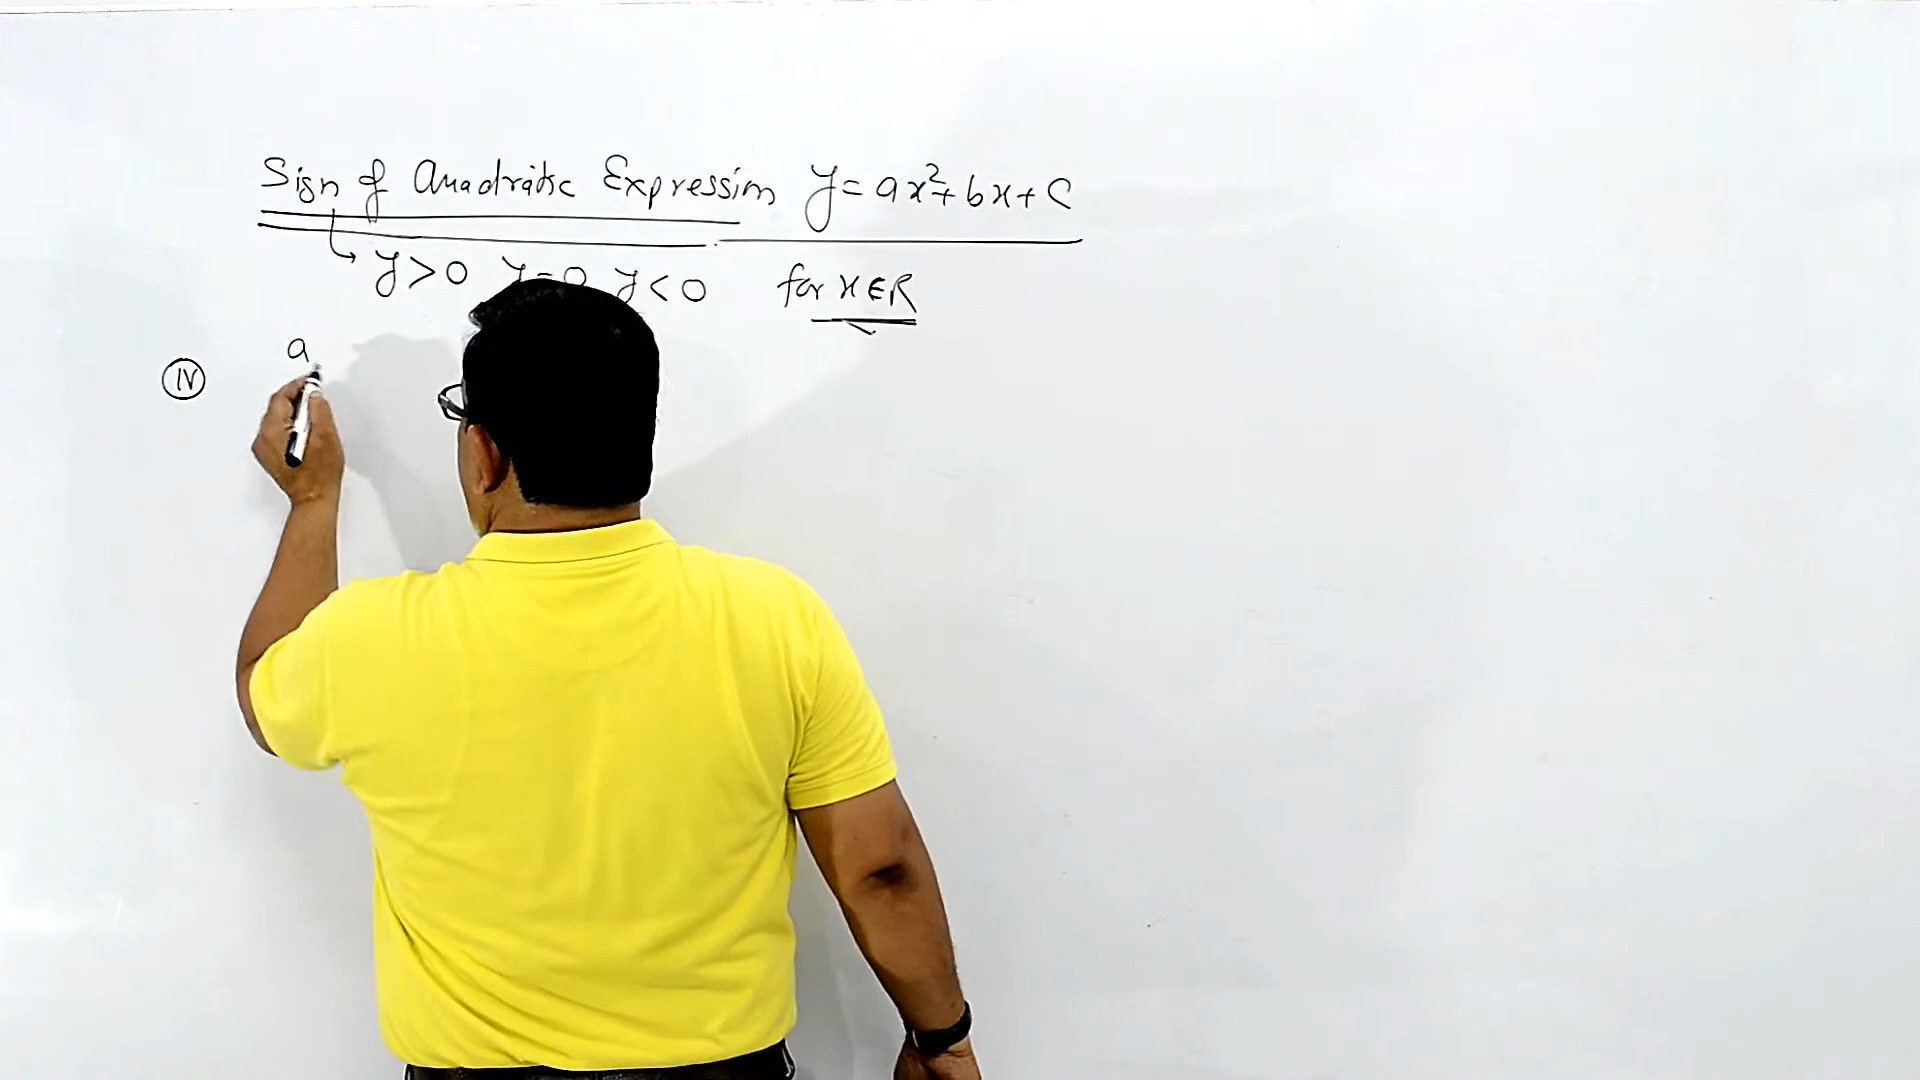 Sign of Quadratic Expression y = ax²+bx+c
y>0 y=0 y<0 for x∈R
IV a